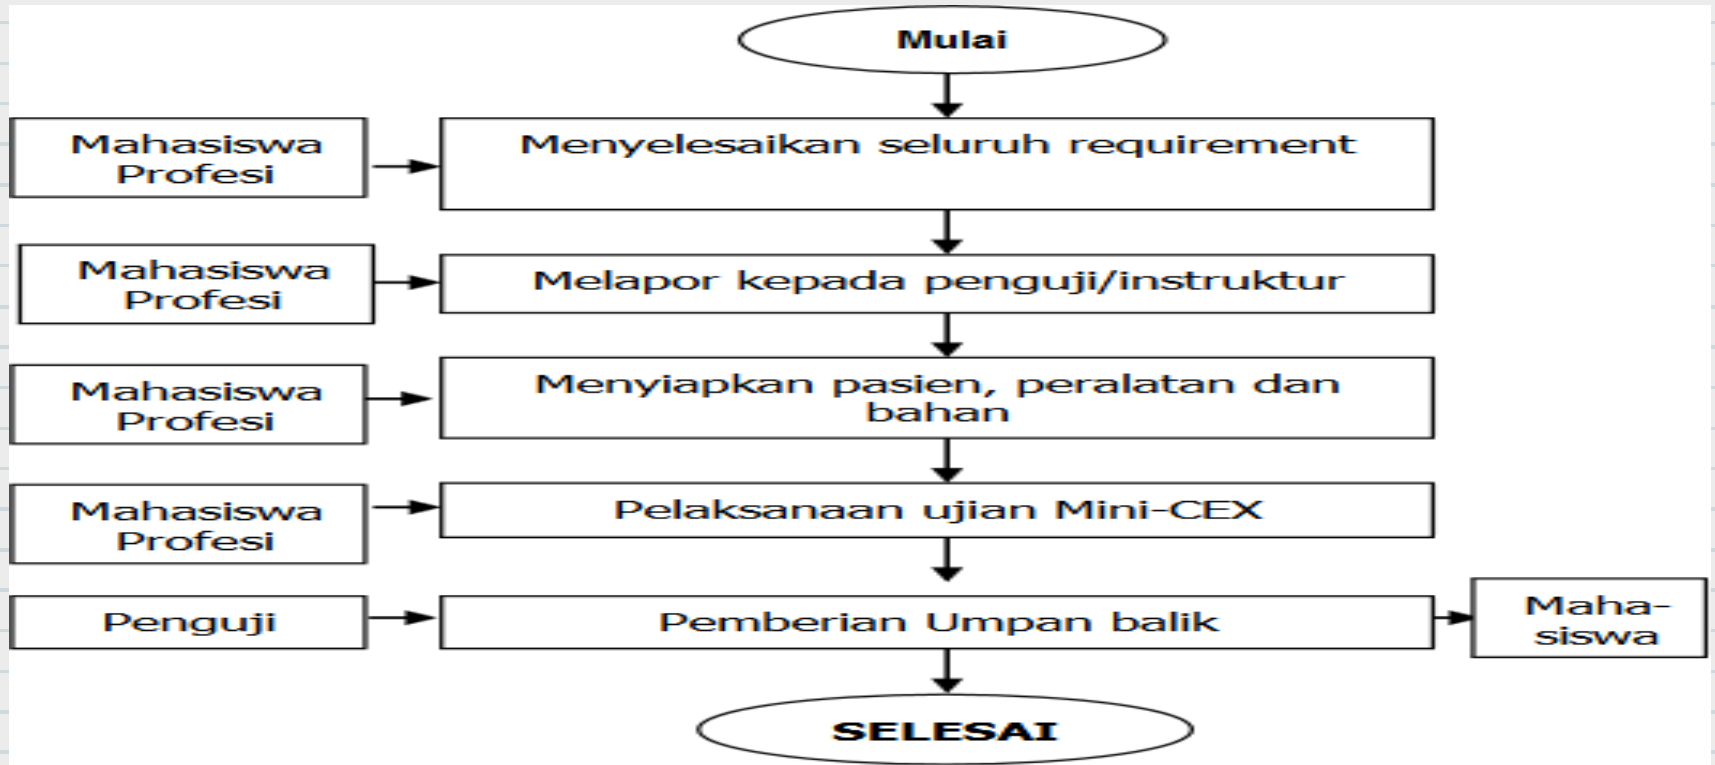 Mulai
Mahasiswa
Profesi
Menyelesaikan seluruh requirement
Mahasiswa
Profesi
Melapor kepada penguji/instruktur
Mahasiswa
Profesi
Menyiapkan pasien, peralatan dan
bahan
Mahasiswa
Profesi
Pelaksanaan ujian Mini-CEX
Penguji
Pemberian Umpan balik
Maha-
siswa
SELESAI